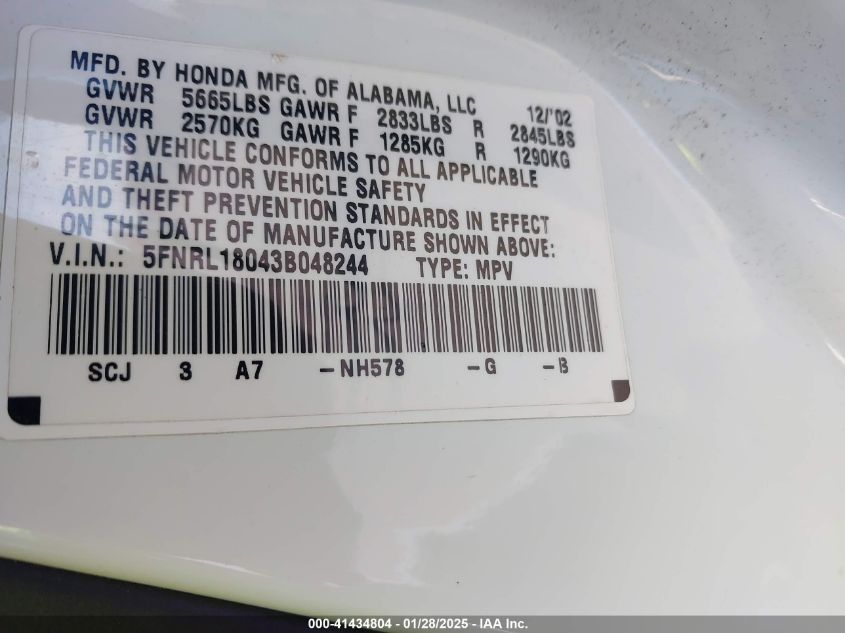 MFD. BY HONDA MFG. OF ALABAMA, LLC 12/'02
GVWR 5665LBS GAWR F 2833LBS R 2845LBS
GVWR 2570KG GAWR F 1285KG R 1290KG
THIS VEHICLE CONFORMS TO ALL APPLICABLE
FEDERAL MOTOR VEHICLE SAFETY
AND THEFT PREVENTION STANDARDS IN EFFECT
ON THE DATE OF MANUFACTURE SHOWN ABOVE:
V.I.N.: 5FNRL18043B048244 TYPE: MPV
SCJ 3 A7 -NH578 -G -B
000-41434804 - 01/28/2025 - IAA Inc.